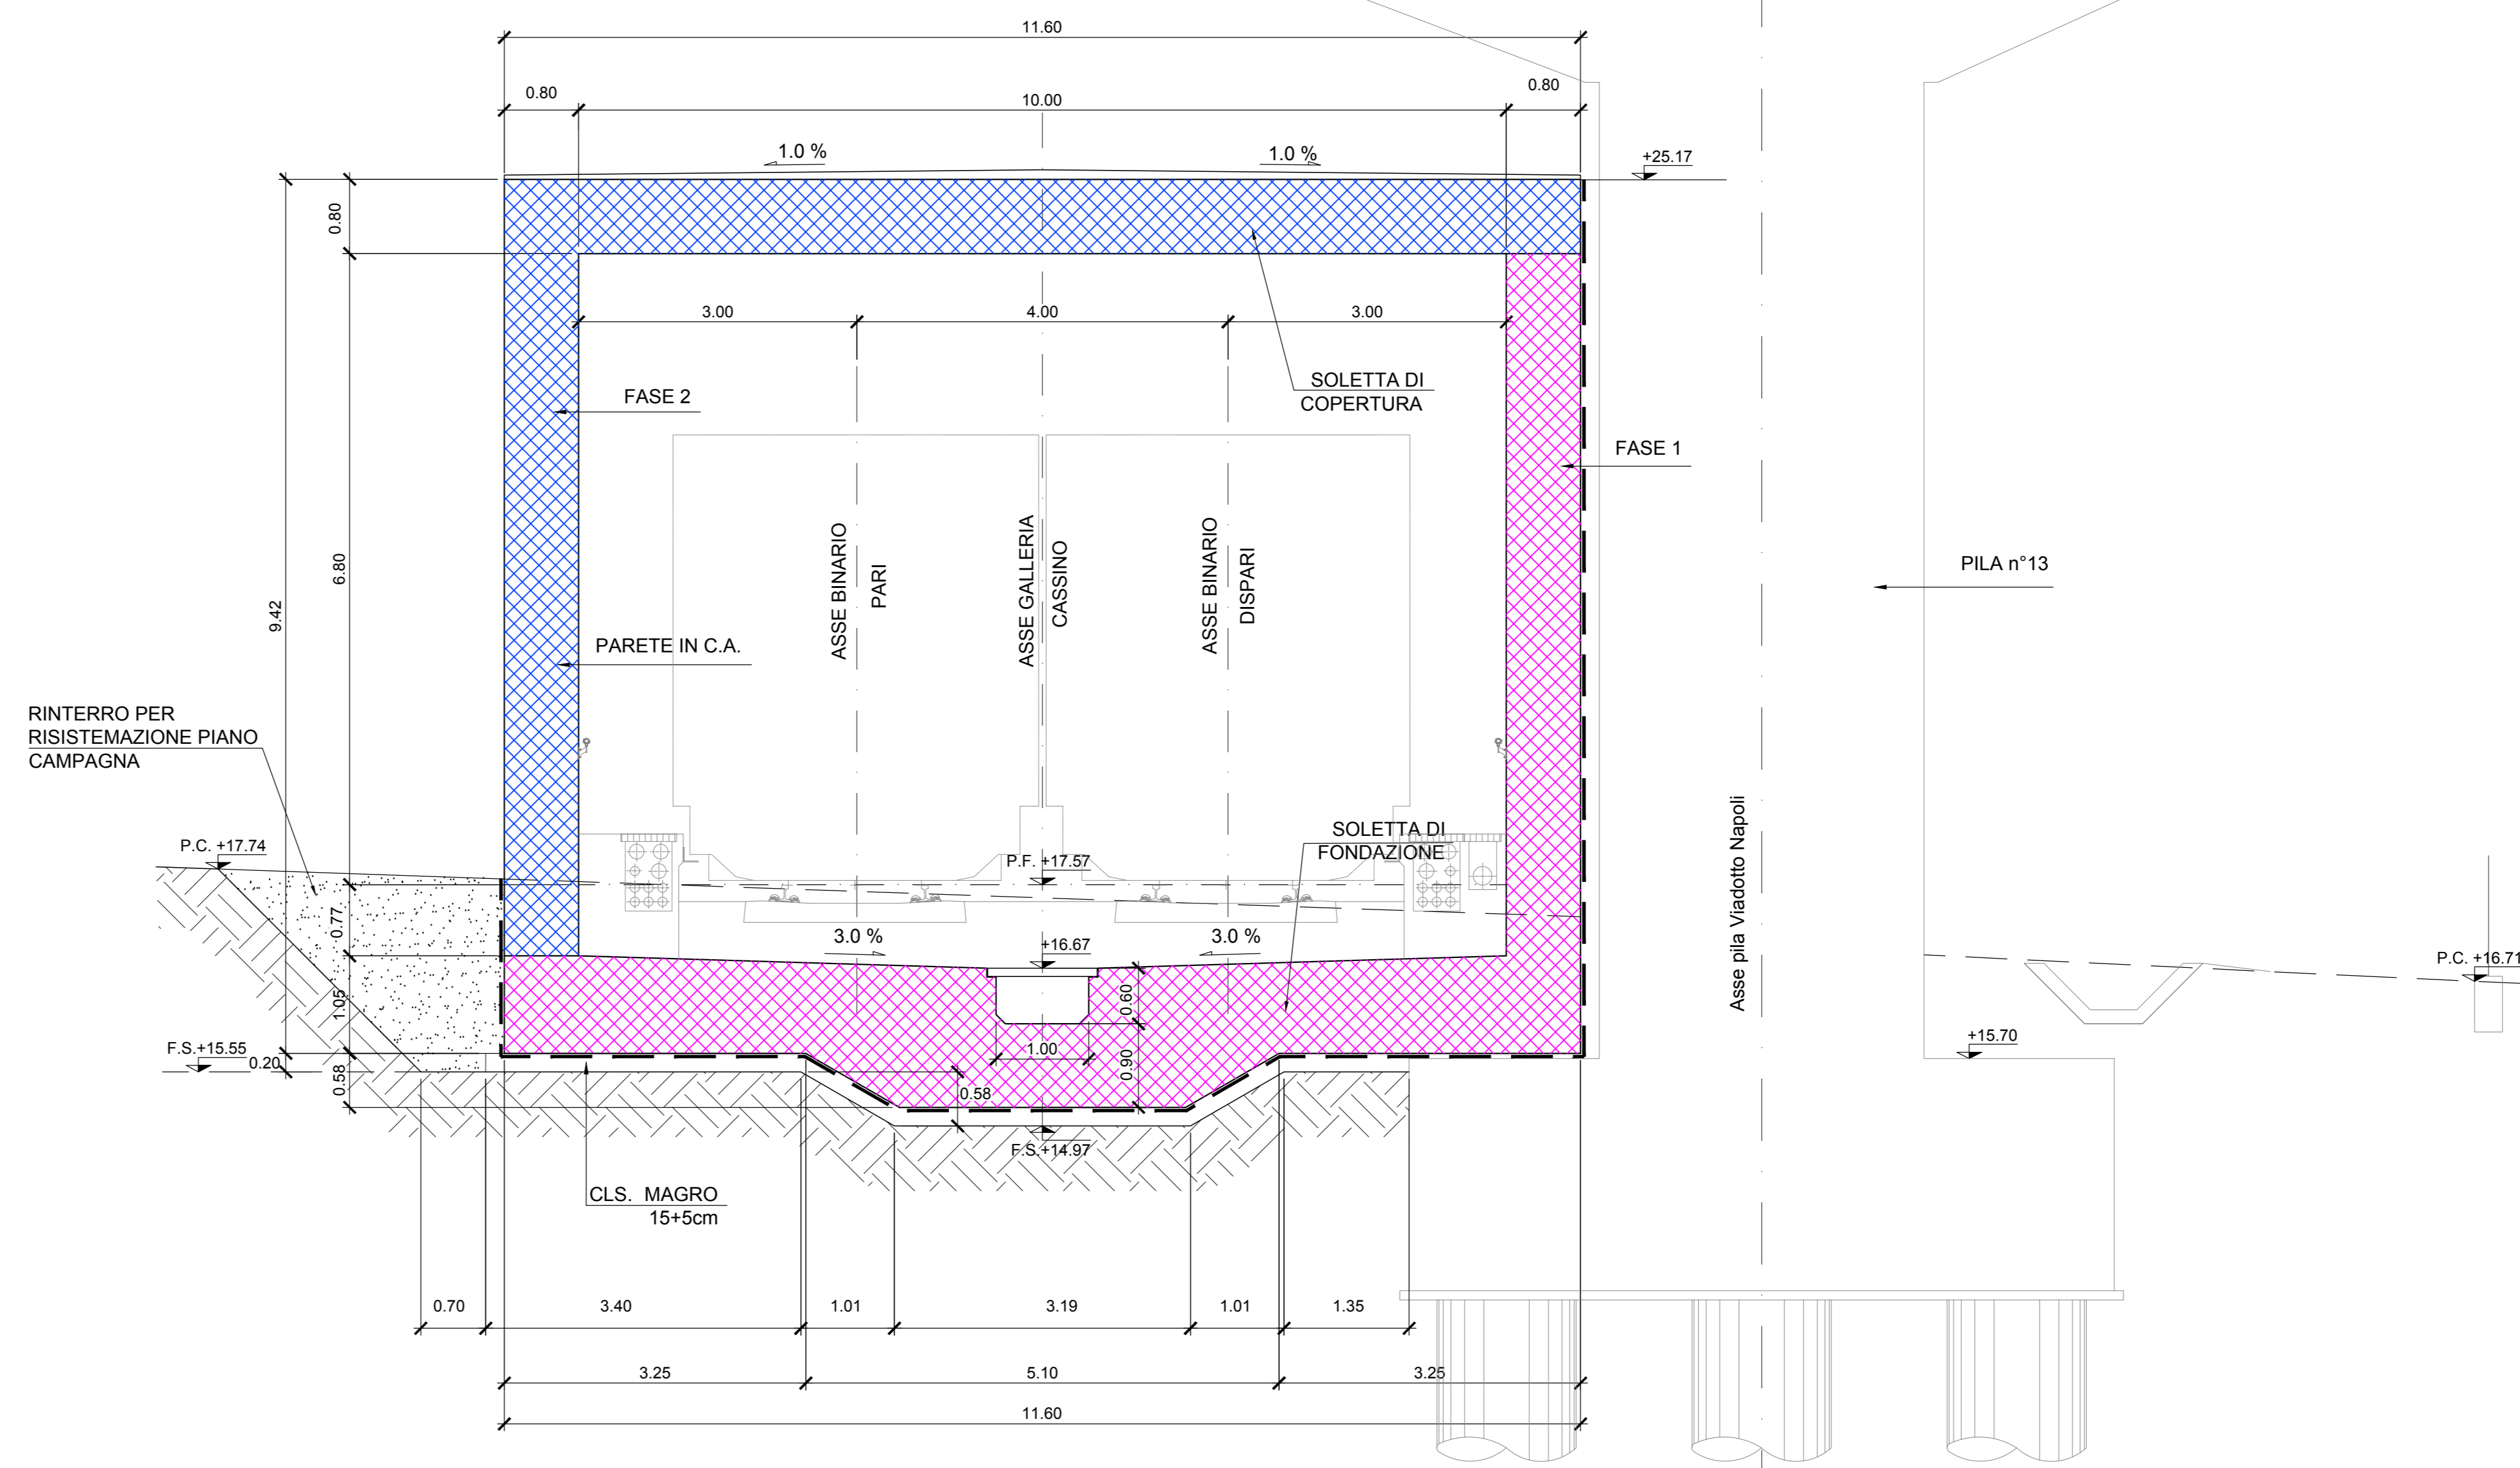 11.60
0.80
10.00
0.80
1.0 %
1.0 %
+25.17
0.80
3.00
4.00
3.00
SOLETTA DI
COPERTURA
FASE 2
FASE 1
6.80
9.42
ASSE BINARIO
PARI
ASSE GALLERIA
CASSINO
ASSE BINARIO
DISPARI
PILA n°13
PARETE IN C.A.
RINTERRO PER
RISISTEMAZIONE PIANO
CAMPAGNA
Asse pila Viadotto Napoli
P.C. +17.74
SOLETTA DI
FONDAZIONE
P.F. +17.57
0.77
3.0 %
+16.67
3.0 %
P.C. +16.71
1.05
0.60
F.S.+15.55
0.20
1.00
+15.70
0.58
0.58
0.90
F.S.+14.97
CLS. MAGRO
15+5cm
0.70
3.40
1.01
3.19
1.01
1.35
3.25
5.10
3.25
11.60